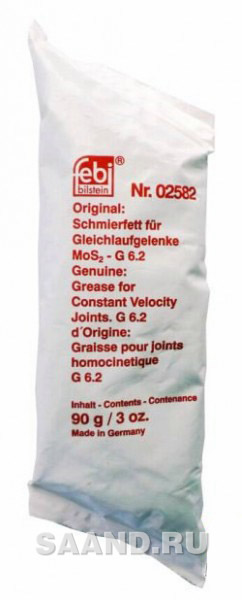 febi®
bilstein
Nr. 02582
Original:
Schmierfett für
Gleichlaufgelenke
MoS₂ - G 6.2
Genuine:
Grease for
Constant Velocity
Joints. G 6.2
d´Origine:
Graisse pour joints
homocinetique
G 6.2
Inhalt - Contents - Contenance
90 g / 3 oz.
Made in Germany
SAAND.RU